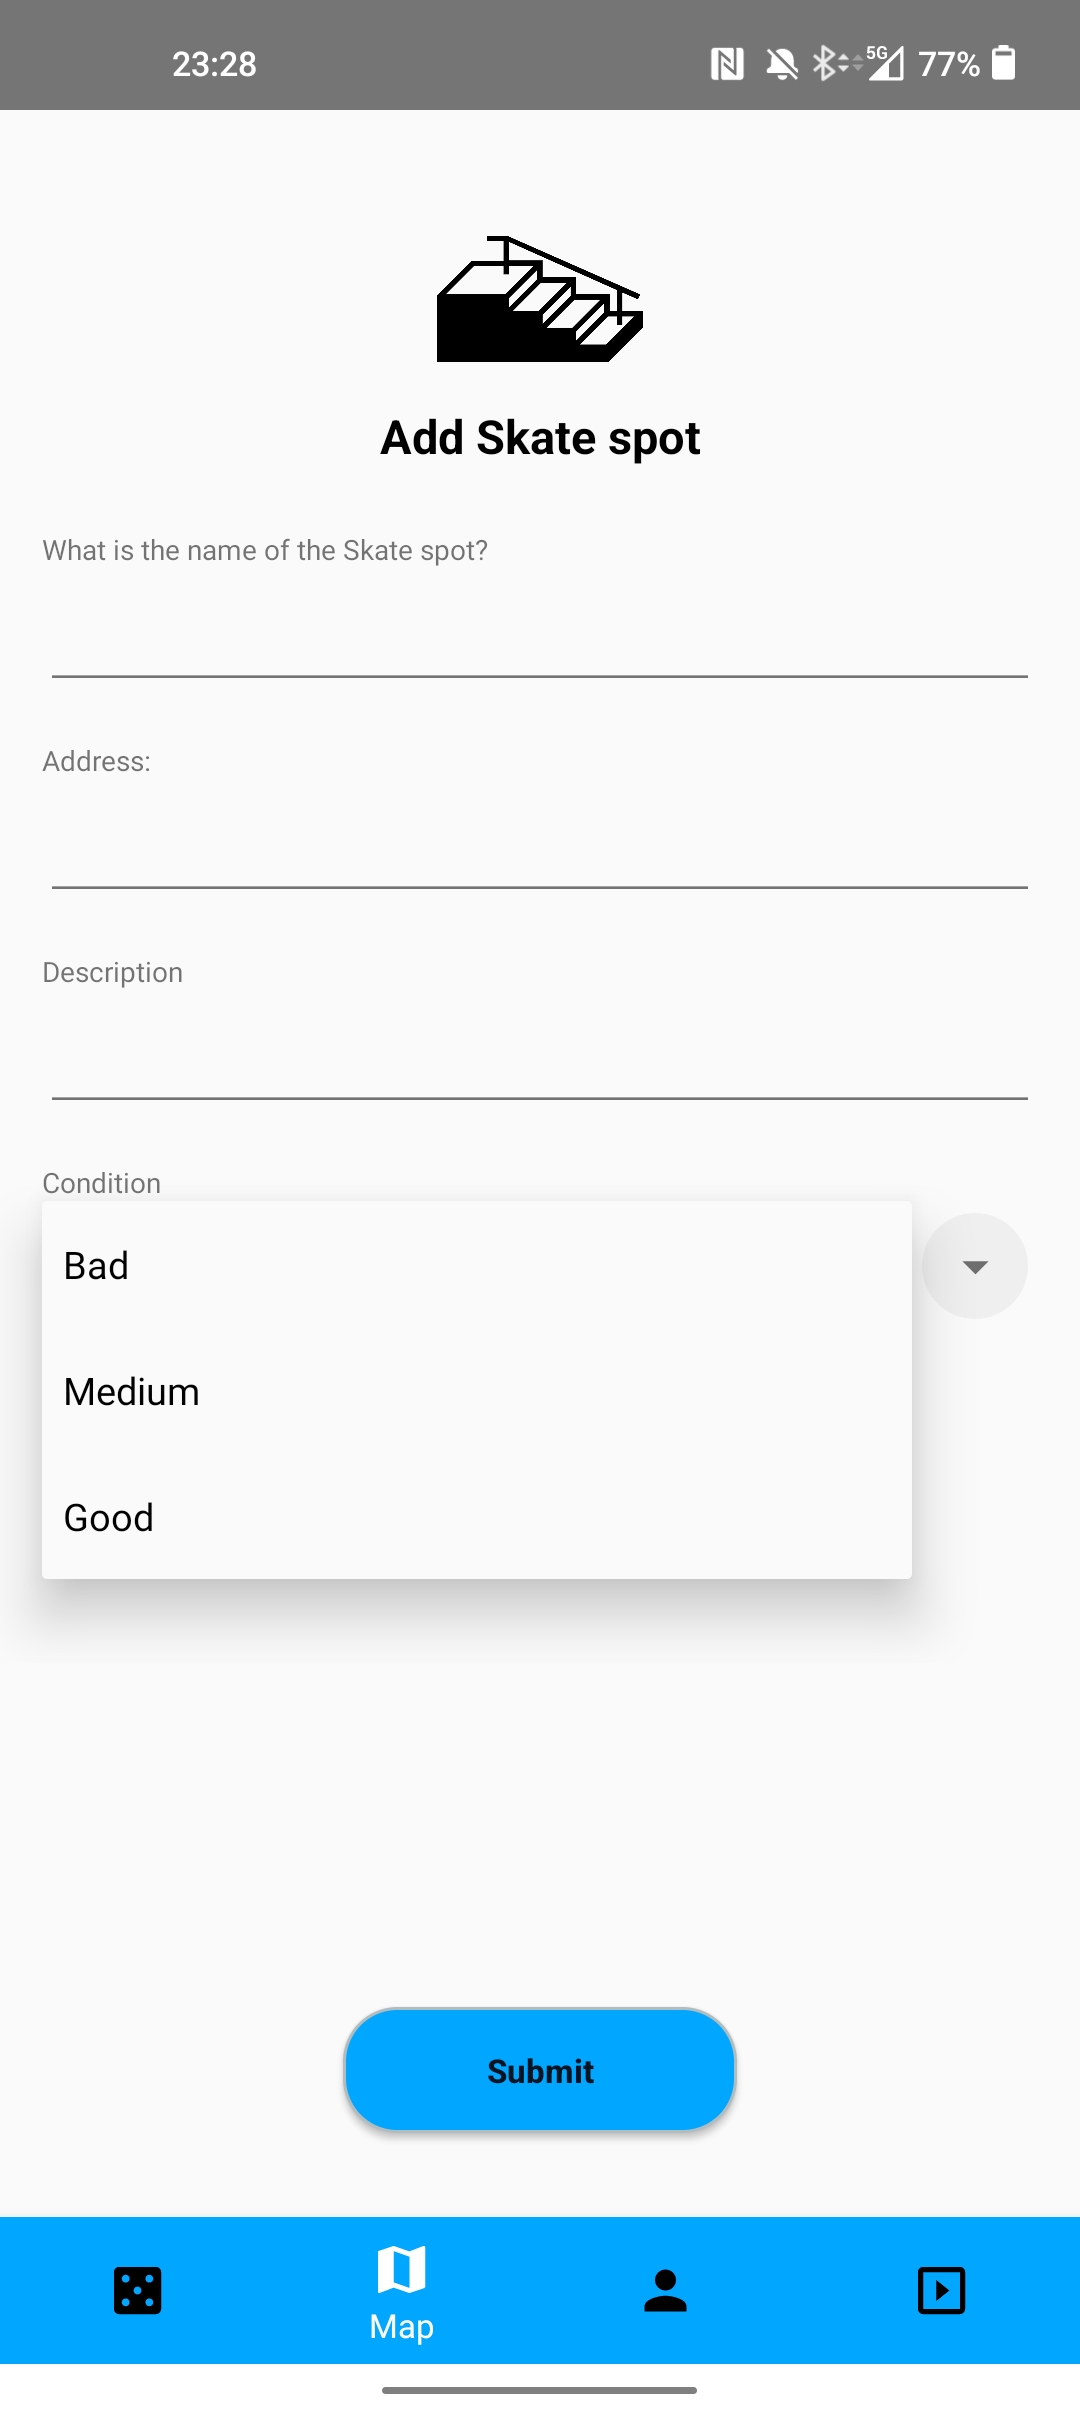 23:28
5G
77%
Add Skate spot
What is the name of the Skate spot?
Address:
Description
Condition
Bad
Medium
Good
Submit
Map